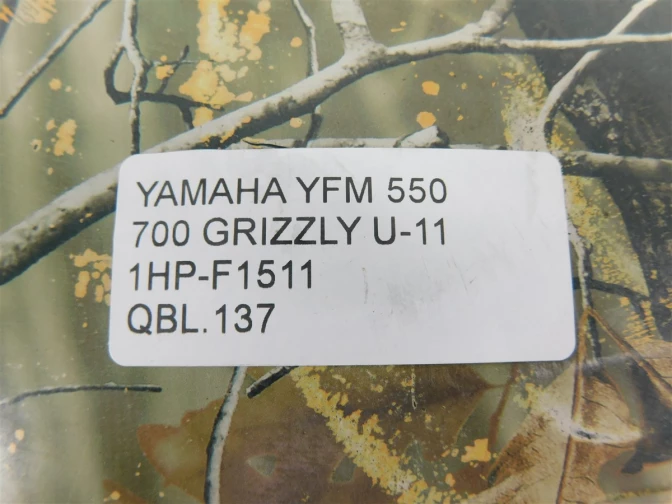 YAMAHA YFM 550
700 GRIZZLY U-11
1HP-F1511
QBL.137